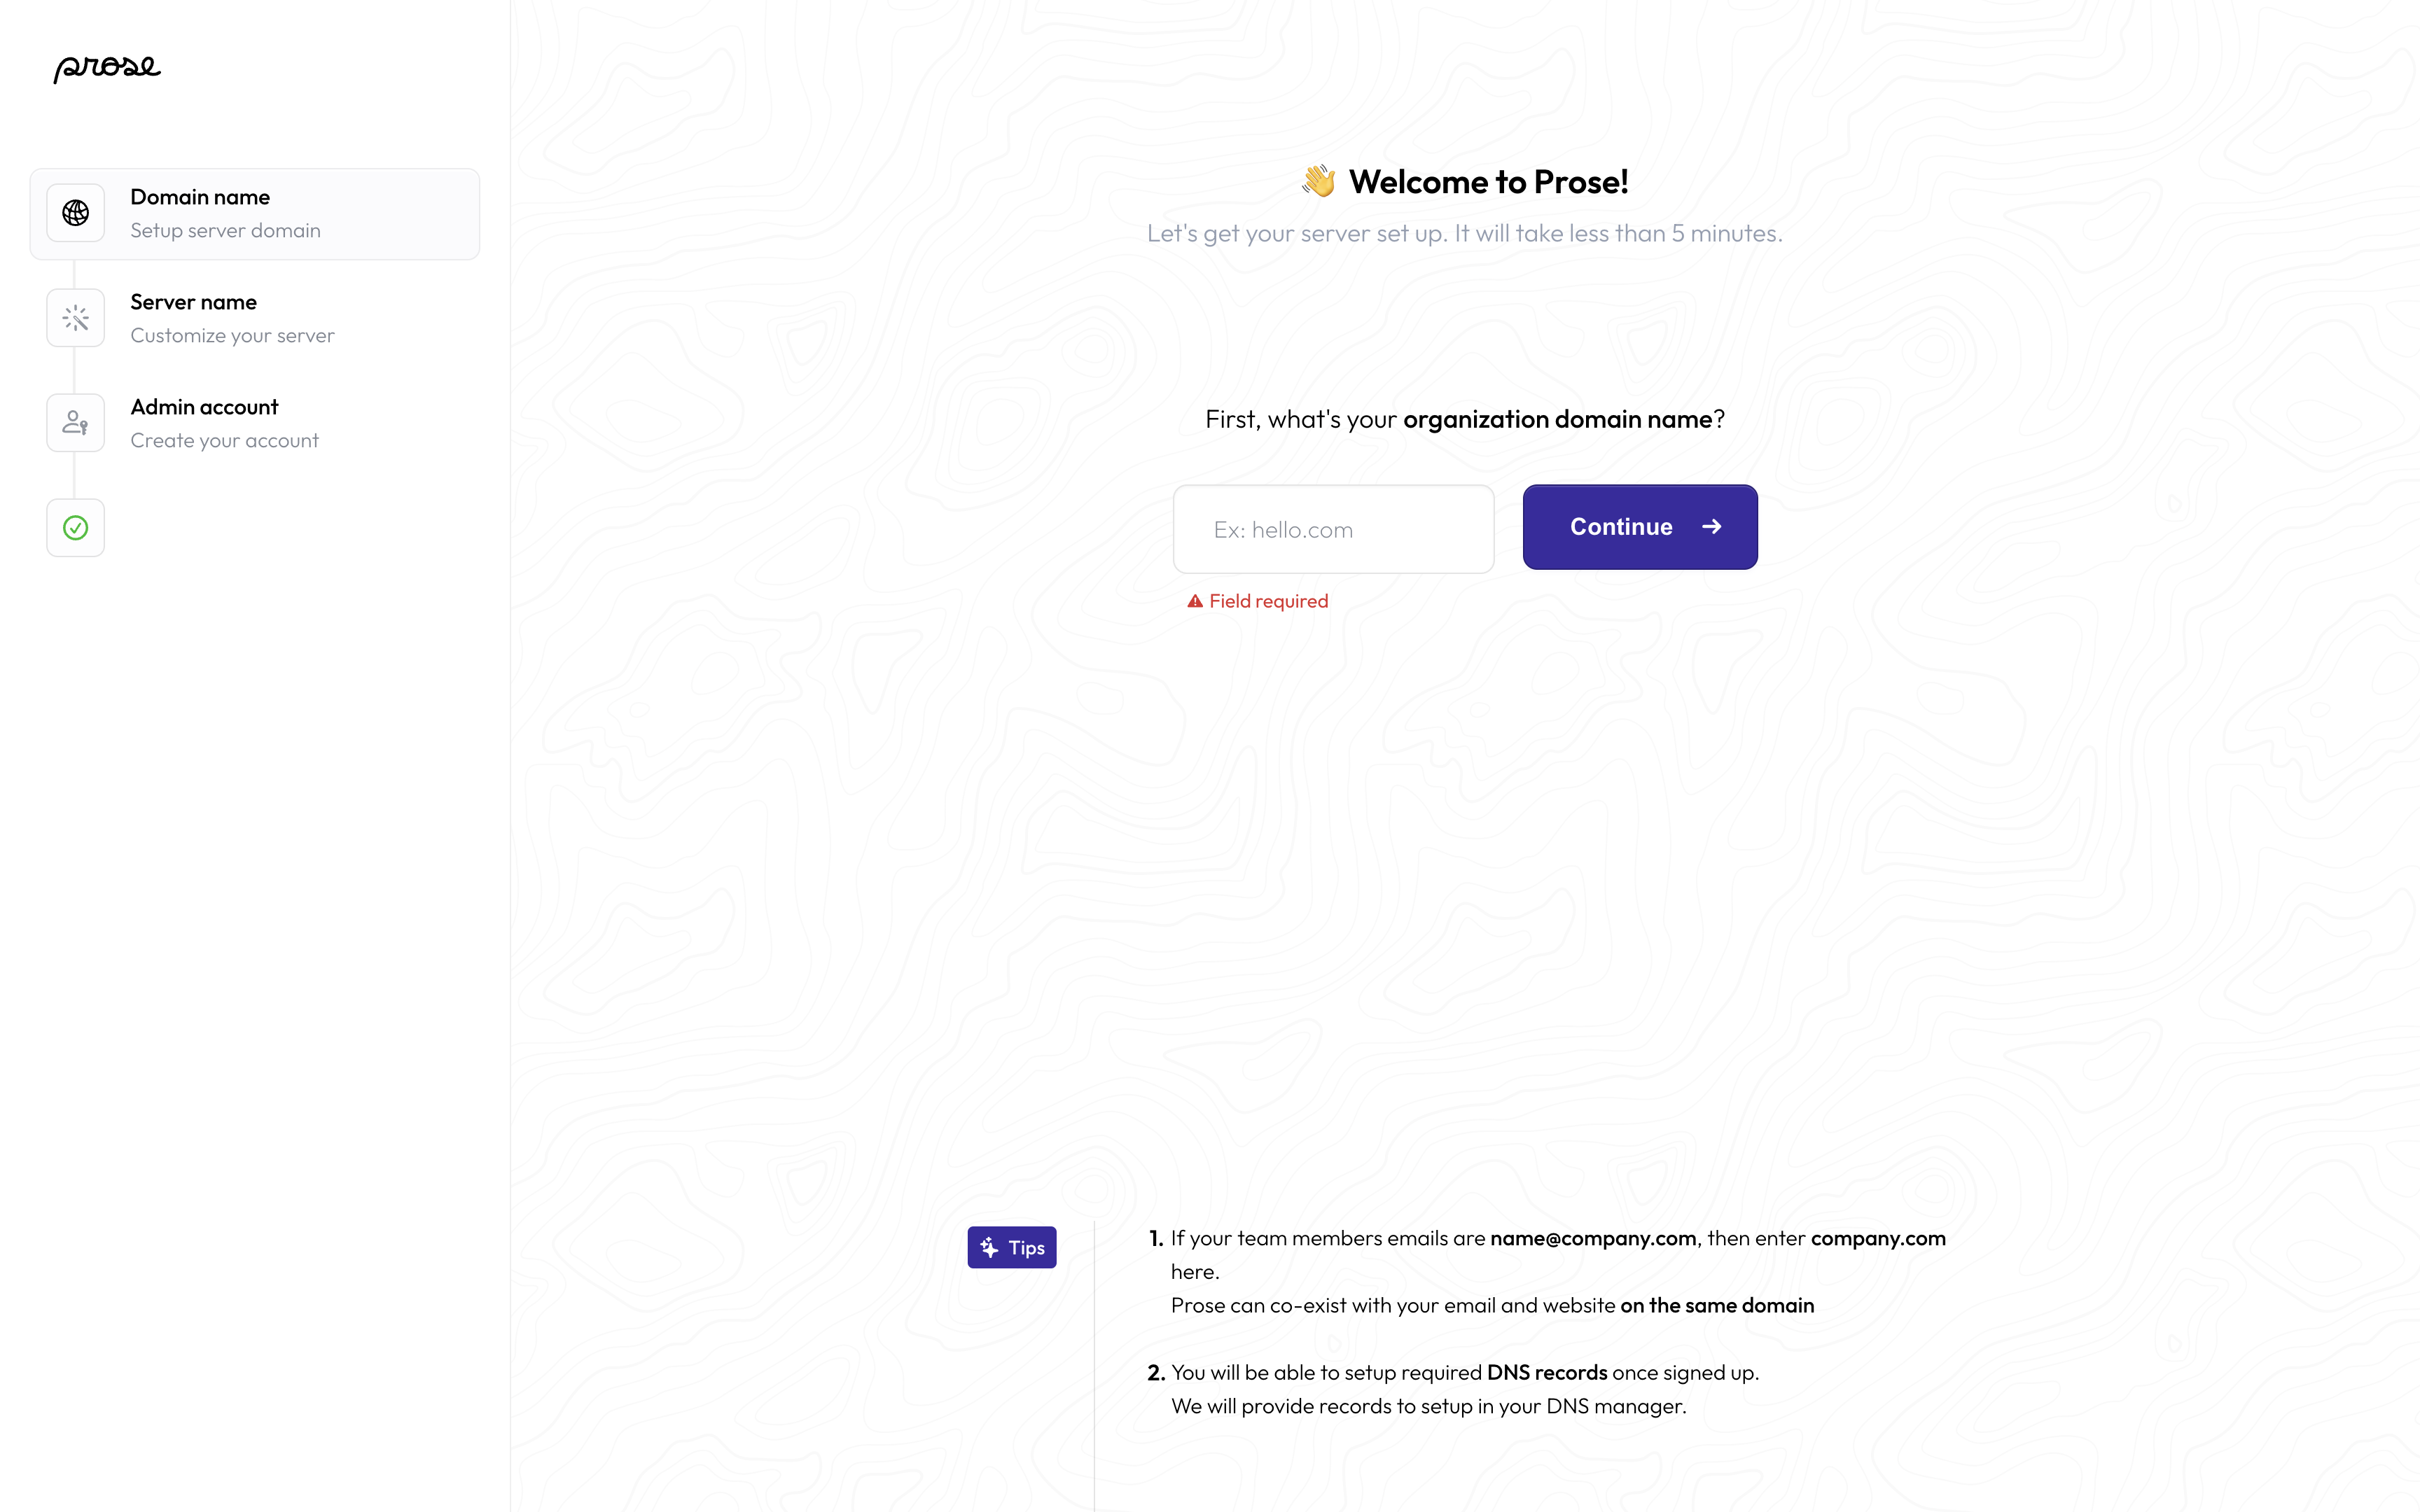 prose
Domain name
Setup server domain
Server name
Customize your server
Admin account
Create your account
👋 Welcome to Prose!
Let's get your server set up. It will take less than 5 minutes.
First, what's your organization domain name?
Ex: hello.com
Continue →
Field required
Tips
1. If your team members emails are name@company.com, then enter company.com
here.
Prose can co-exist with your email and website on the same domain
2. You will be able to setup required DNS records once signed up.
We will provide records to setup in your DNS manager.